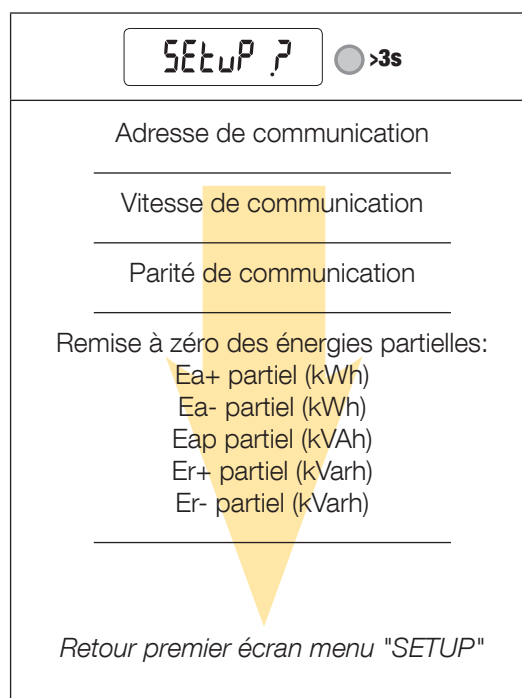 SEtuP ?
>3s
Adresse de communication
Vitesse de communication
Parité de communication
Remise à zéro des énergies partielles:
Ea+ partiel (kWh)
Ea- partiel (kWh)
Eap partiel (kVAh)
Er+ partiel (kVarh)
Er- partiel (kVarh)
Retour premier écran menu "SETUP"